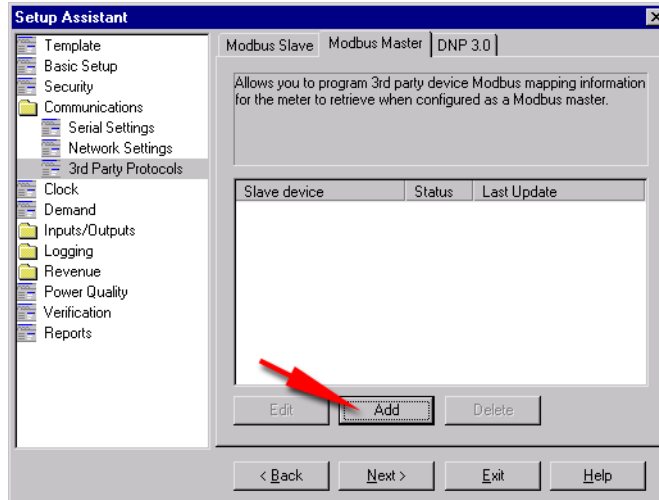 Setup Assistant
Template
Basic Setup
Security
Communications
Serial Settings
Network Settings
3rd Party Protocols
Clock
Demand
Inputs/Outputs
Logging
Revenue
Power Quality
Verification
Reports
Modbus Slave Modbus Master DNP 3.0
Allows you to program 3rd party device Modbus mapping information
for the meter to retrieve when configured as a Modbus master.
Slave device Status Last Update
Edit Add Delete
< Back Next > Exit Help